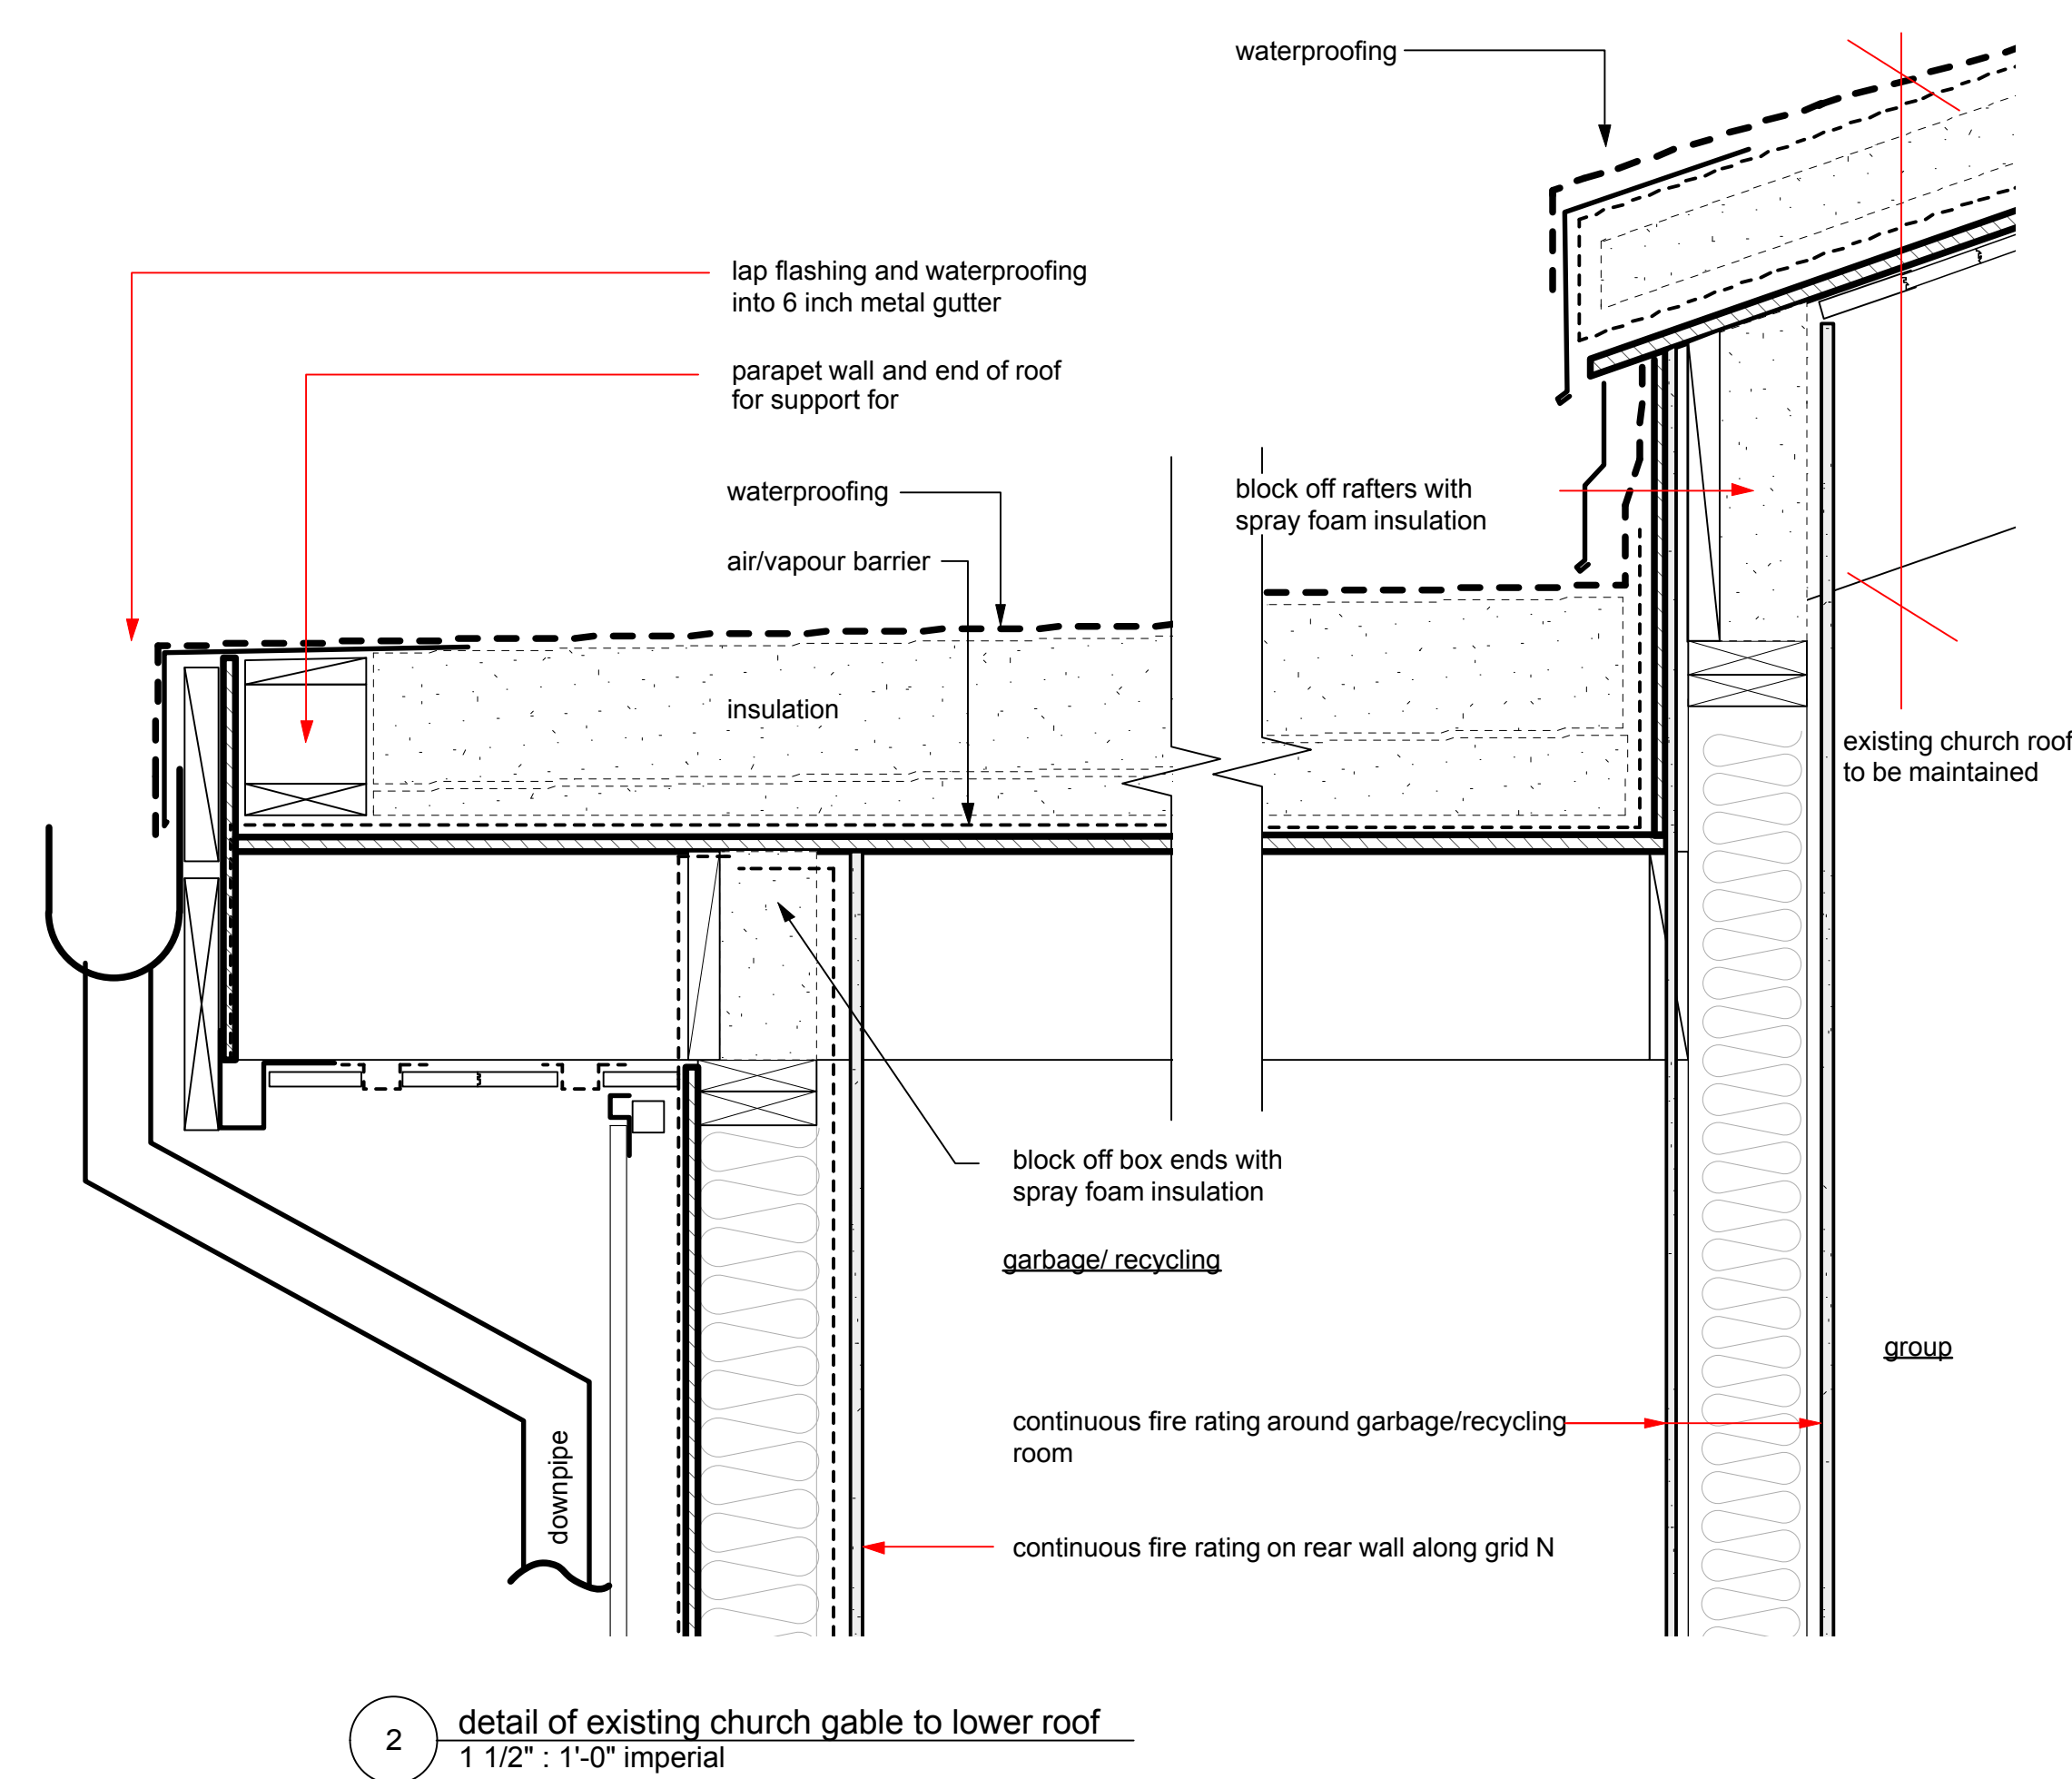 waterproofing
lap flashing and waterproofing
into 6 inch metal gutter
parapet wall and end of roof
for support for
waterproofing
block off rafters with
spray foam insulation
air/vapour barrier
insulation
existing church roof
to be maintained
block off box ends with
spray foam insulation
garbage/ recycling
group
continuous fire rating around garbage/recycling
room
downpipe
continuous fire rating on rear wall along grid N
2
detail of existing church gable to lower roof
1 1/2" : 1'-0" imperial